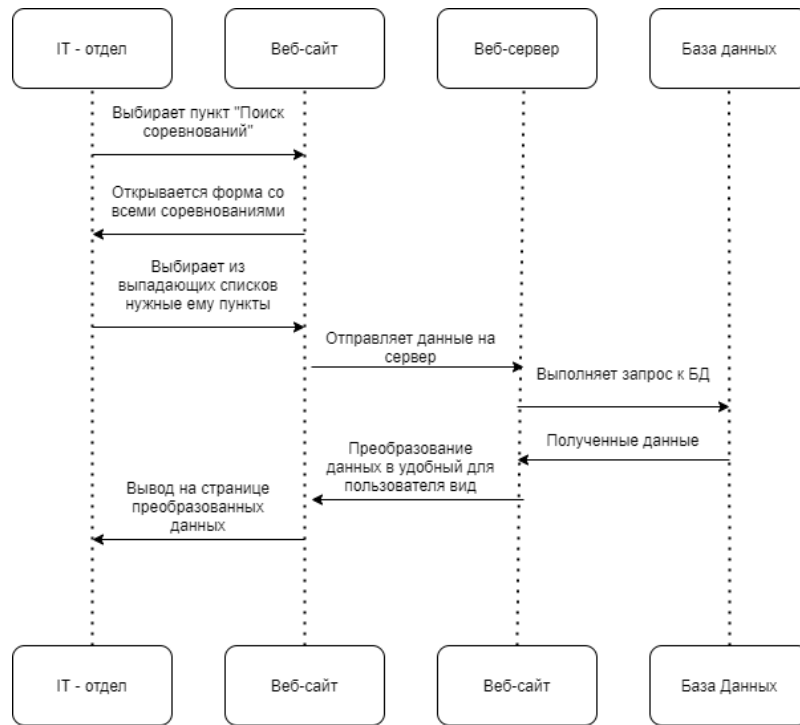 IT - отдел
Веб-сайт
Веб-сервер
База данных
Выбирает пункт "Поиск
соревнований"
Открывается форма со
всеми соревнованиями
Выбирает из
выпадающих списков
нужные ему пункты
Отправляет данные на
сервер
Выполняет запрос к БД
Полученные данные
Преобразование
данных в удобный для
пользователя вид
Вывод на странице
преобразованных
данных
IT - отдел
Веб-сайт
Веб-сайт
База Данных